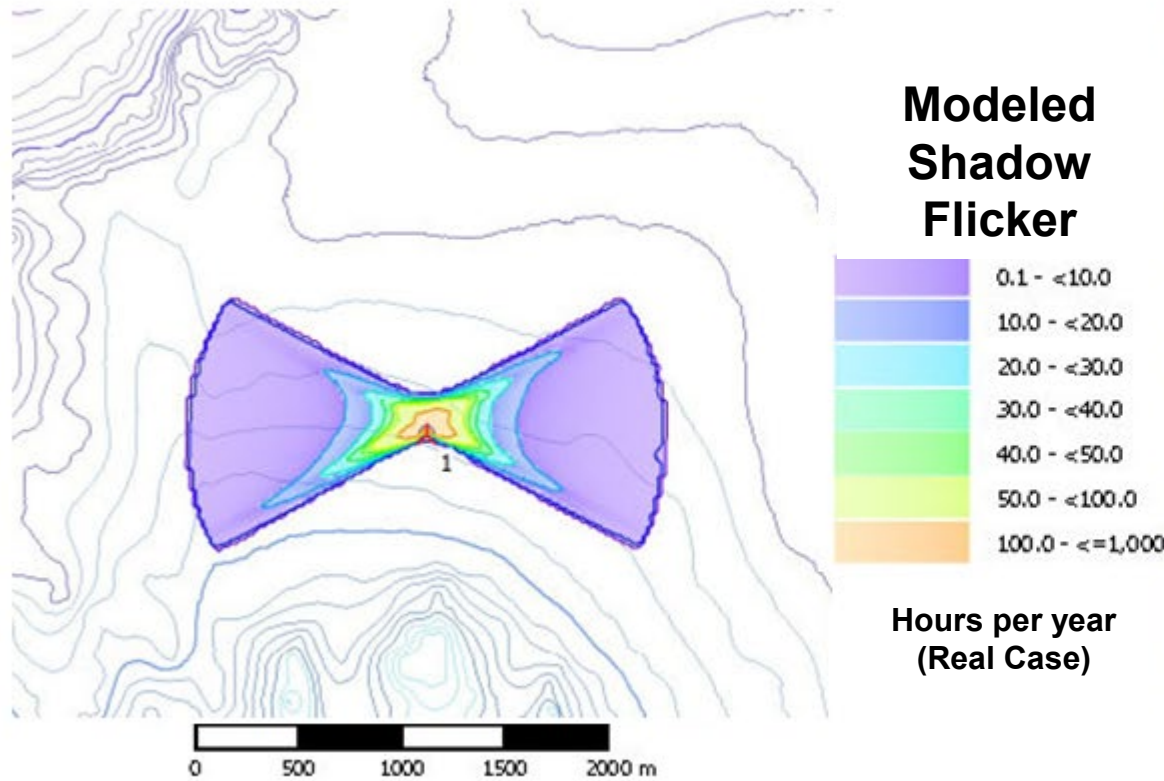 Modeled
Shadow
Flicker
0.1 - <10.0
10.0 - <20.0
20.0 - <30.0
30.0 - <40.0
40.0 - <50.0
50.0 - <100.0
100.0 - <=1,000
Hours per year
(Real Case)
1
0 500 1000 1500 2000 m